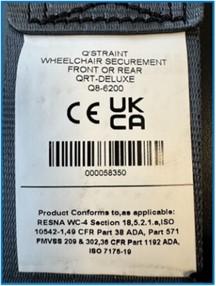 Q'STRAINT
WHEELCHAIR SECUREMENT
FRONT OR REAR
QRT-DELUXE
Q8-6200
CE UK
CA
000058350
Product Conforms to,as applicable:
RESNA WC-4 Section 18,5.2.1.a,ISO
10542-1,49 CFR Part 38 ADA, Part 571
FMVSS 209 & 302,36 CFR Part 1192 ADA,
ISO 7176-19